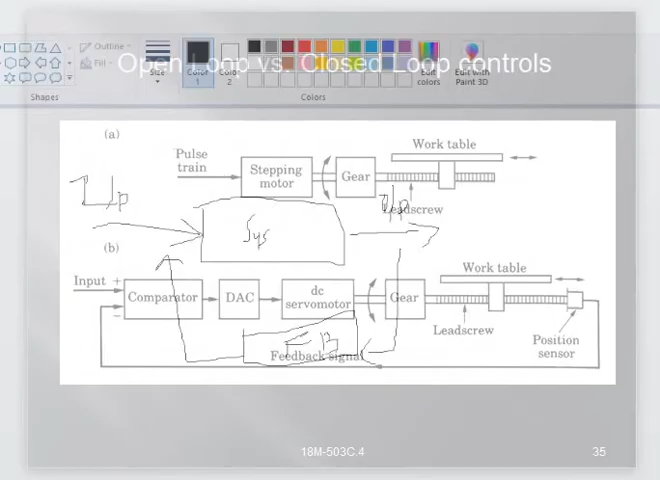 Outline
Fill
Size
Color 1
Color 2
Edit colors
Edit with Paint 3D
Open Loop vs. Closed Loop controls
Shapes
Colors
(a)
Work table
Pulse train
Stepping motor
Gear
Leadscrew
I/p
Sys
o/p
(b)
Work table
Input +
−
Comparator
DAC
dc servomotor
Gear
Leadscrew
Position sensor
FB
Feedback signal
18M-503C.4
35